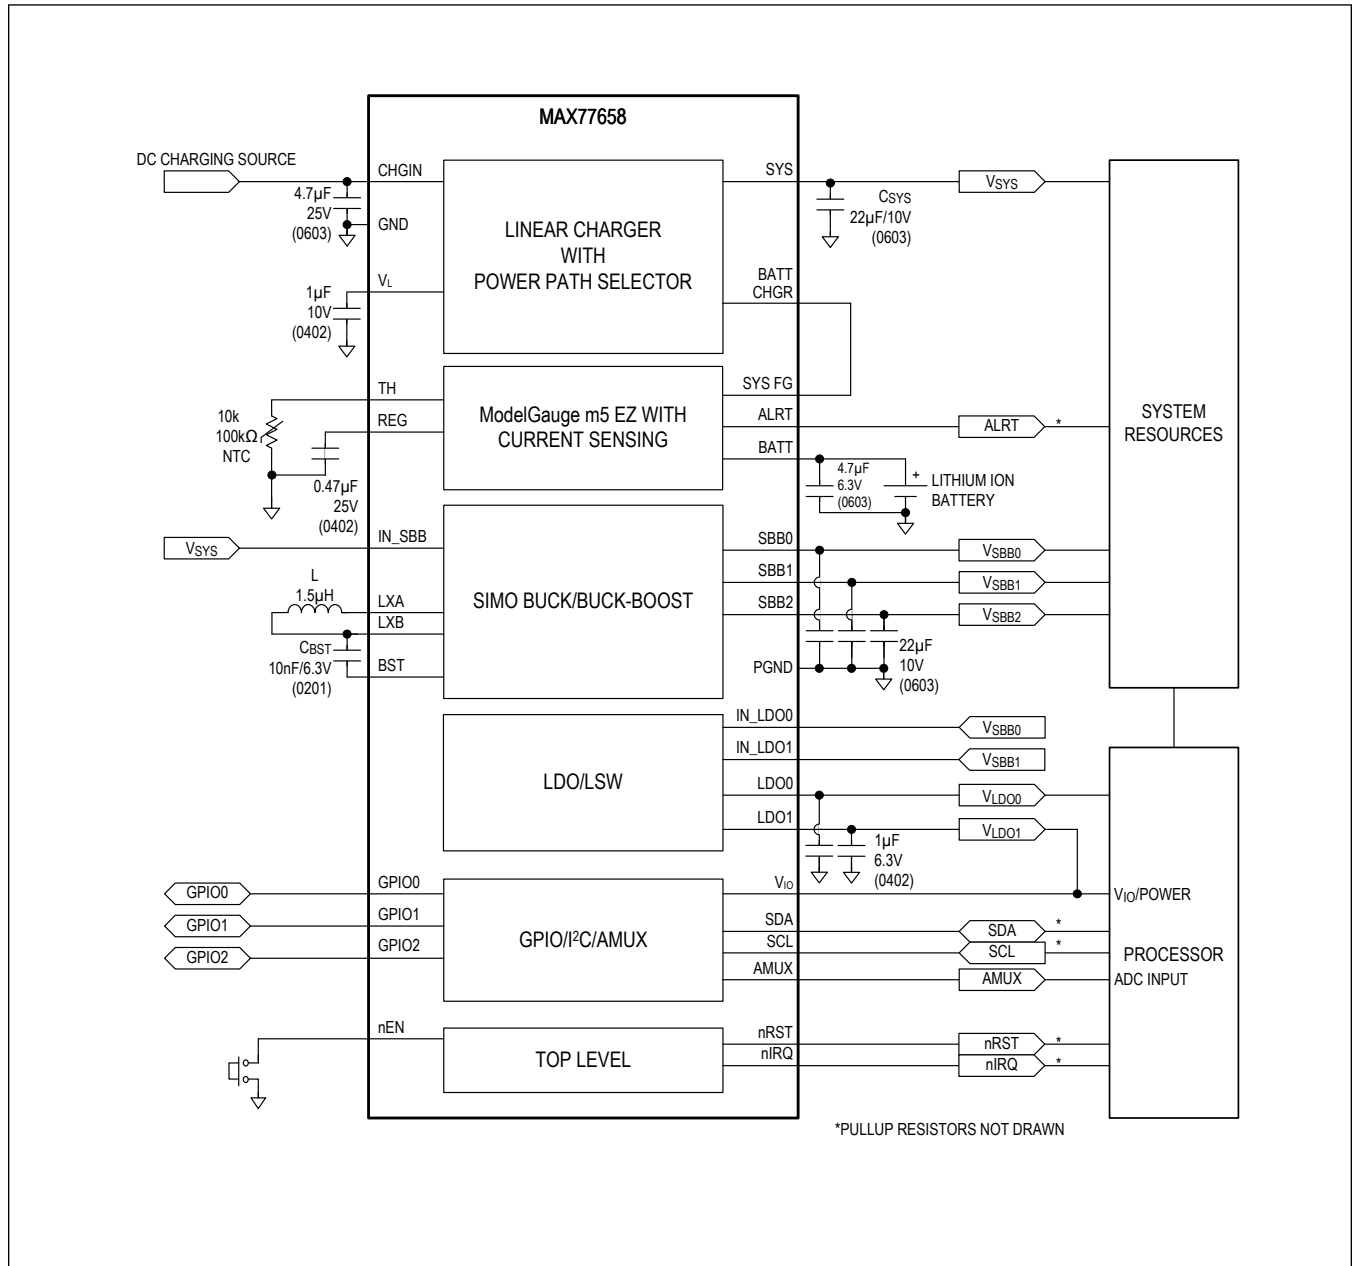 MAX77658
DC CHARGING SOURCE
CHGIN
4.7µF
25V
(0603)
GND
VL
1µF
10V
(0402)
LINEAR CHARGER
WITH
POWER PATH SELECTOR
SYS
CSYS
22µF/10V
(0603)
VSYS
BATT
CHGR
TH
REG
10k
100kΩ
NTC
0.47µF
25V
(0402)
ModelGauge m5 EZ WITH
CURRENT SENSING
SYS FG
ALRT
BATT
ALRT
*
4.7µF
6.3V
(0603)
+
LITHIUM ION
BATTERY
SYSTEM
RESOURCES
VSYS
IN_SBB
L
1.5µH
LXA
LXB
CBST
10nF/6.3V
(0201)
BST
SIMO BUCK/BUCK-BOOST
SBB0
SBB1
SBB2
PGND
VSBB0
VSBB1
VSBB2
22µF
10V
(0603)
LDO/LSW
IN_LDO0
IN_LDO1
LDO0
LDO1
VSBB0
VSBB1
VLDO0
VLDO1
1µF
6.3V
(0402)
GPIO0
GPIO1
GPIO2
GPIO0
GPIO1
GPIO2
GPIO/I²C/AMUX
VIO
SDA
SCL
AMUX
SDA
*
SCL
*
AMUX
VIO/POWER
PROCESSOR
ADC INPUT
nEN
TOP LEVEL
nRST
nIRQ
nRST
*
nIRQ
*
*PULLUP RESISTORS NOT DRAWN